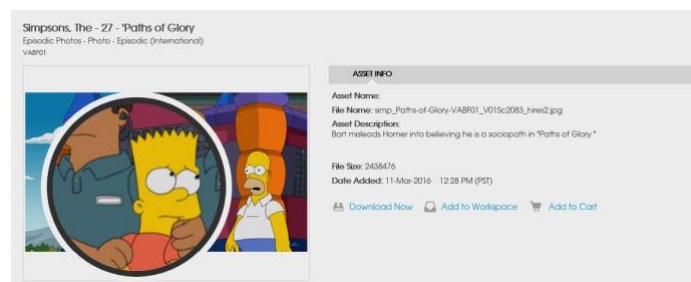 Simpsons, The - 27 - "Paths of Glory
Episodic Photos - Photo - Episodic (International)
VABF01
ASSET INFO
Asset Name:
File Name: simp_Paths-of-Glory-VABF01_V01Sc2083_hires2.jpg
Asset Description:
Bart misleads Homer into believing he is a sociopath in "Paths of Glory."
File Size: 2438476
Date Added: 11-Mar-2016 12:28 PM (PST)
Download Now Add to Workspace Add to Cart